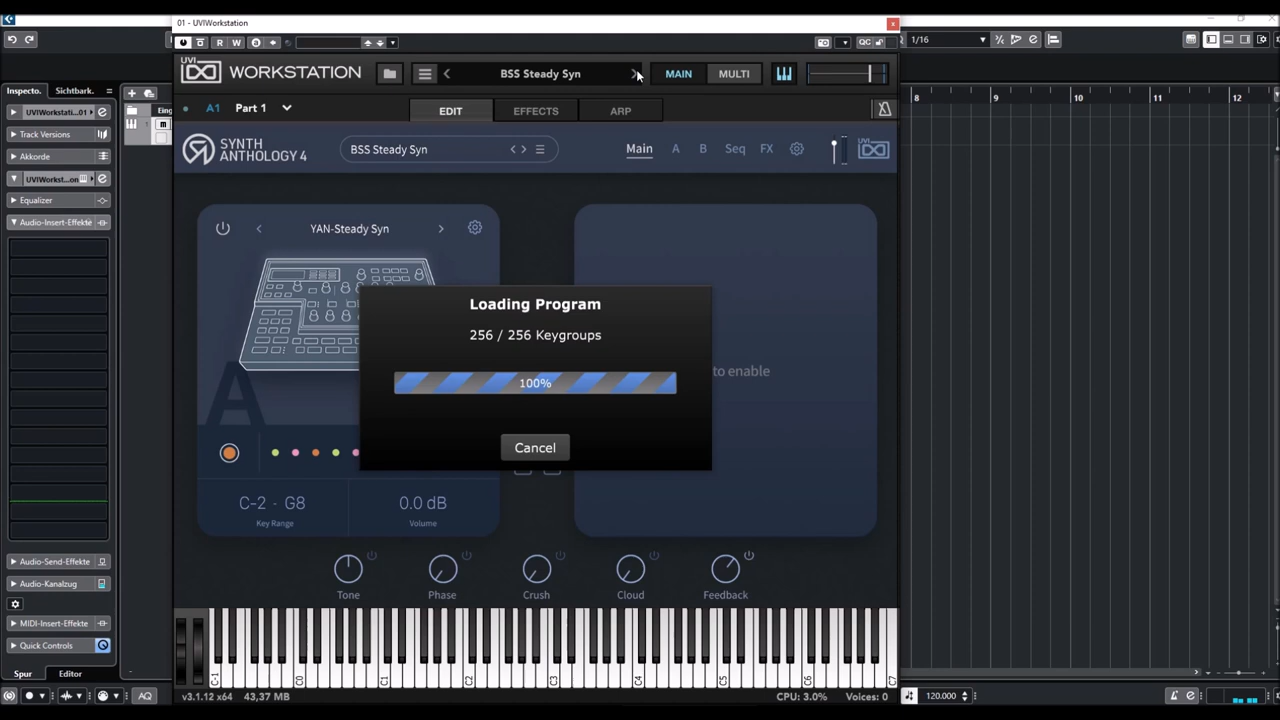 01 - UVIWorkstation
R W
QC
1/16
UVI WORKSTATION
BSS Steady Syn
MAIN
MULTI
8 9 10 11 12
Inspecto.
Sichtbark.
UVIWorkstati...01
Track Versions
Akkorde
UVIWorkst...on
Equalizer
Audio-Insert-Effekte
Audio-Send-Effekte
Audio-Kanalzug
MIDI-Insert-Effekte
Quick Controls
Spur
Editor
AQ
Eing
m
A1 Part 1
EDIT
EFFECTS
ARP
SYNTH
ANTHOLOGY 4
BSS Steady Syn
Main A B Seq FX
YAN-Steady Syn
A
Loading Program
256 / 256 Keygroups
100%
Cancel
to enable
C-2 - G8
Key Range
0.0 dB
Volume
Tone
Phase
Crush
Cloud
Feedback
C-1 C0 C1 C2 C3 C4 C5 C6 C7
v3.1.12 x64
43,37 MB
CPU: 3.0%
Voices: 0
120.000